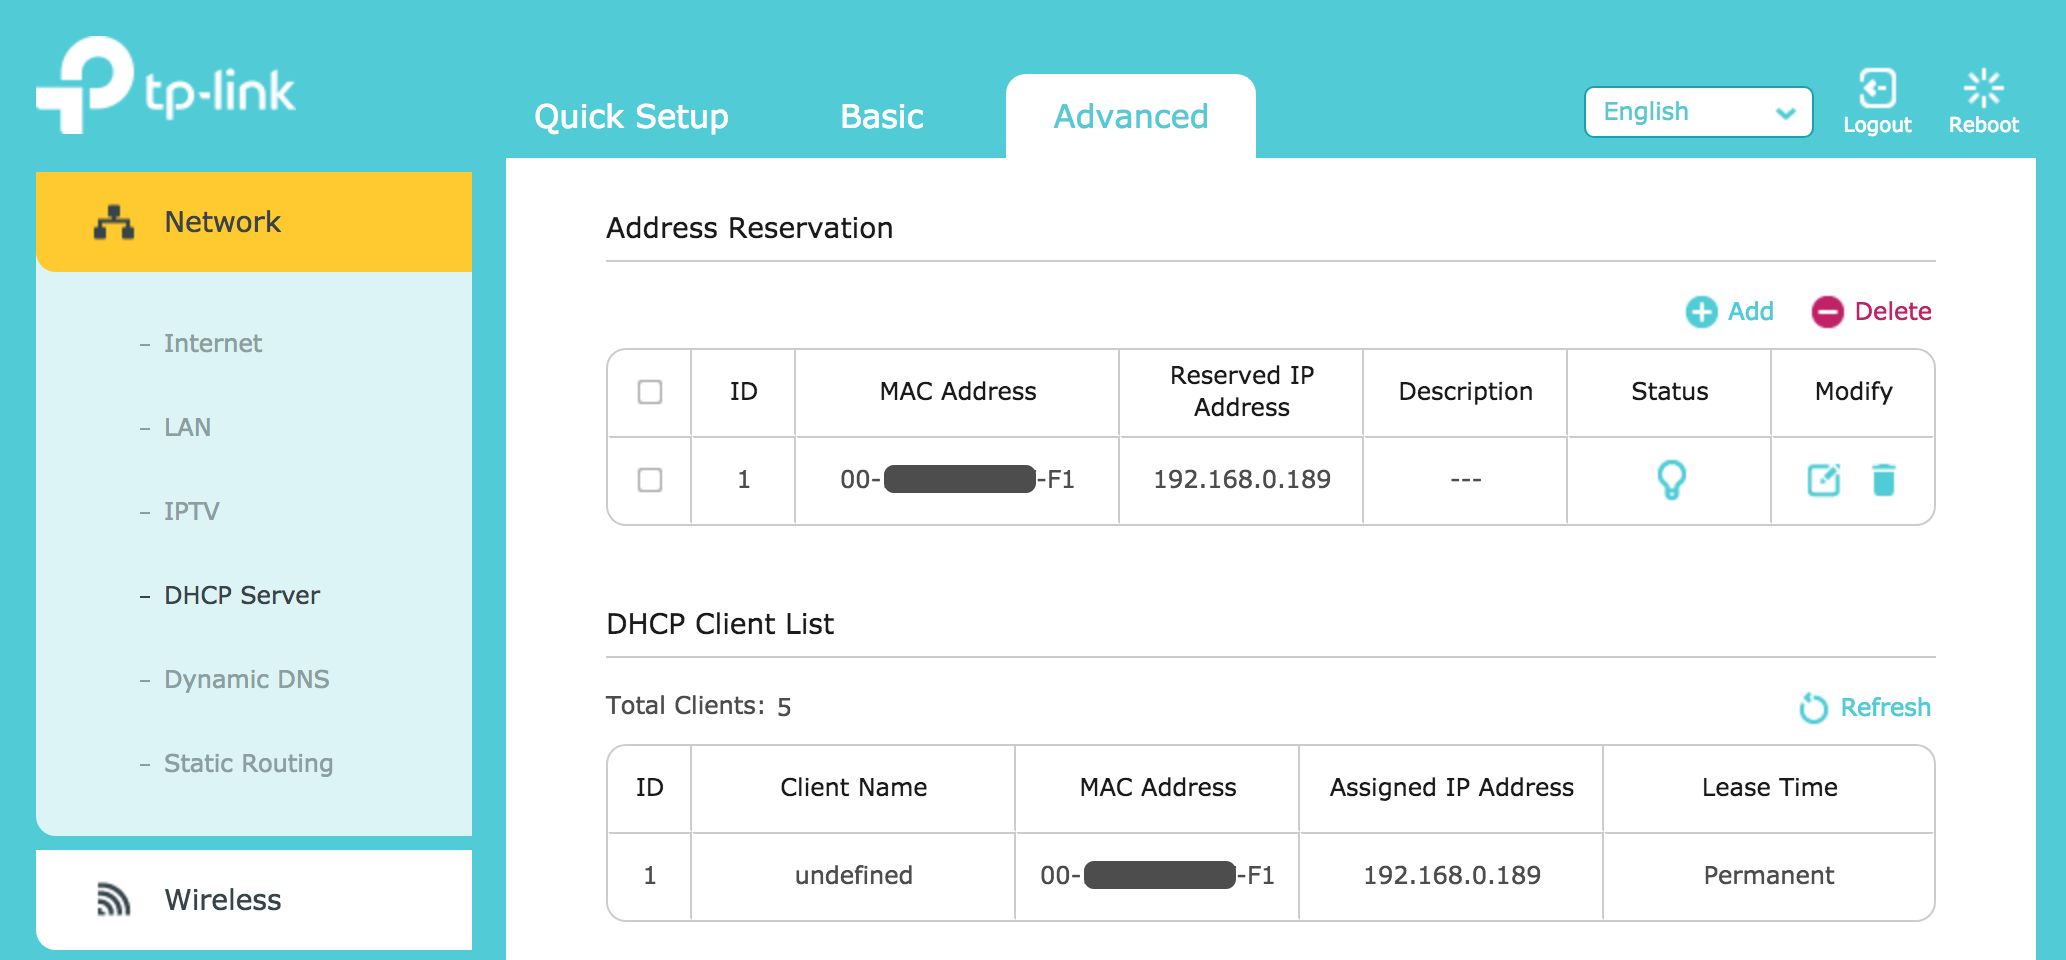 tp-link
Quick Setup
Basic
Advanced
English
Logout
Reboot
Network
- Internet
- LAN
- IPTV
- DHCP Server
- Dynamic DNS
- Static Routing
Wireless
Address Reservation
Add
Delete
ID MAC Address Reserved IP Address Description Status Modify
1 00- -F1 192.168.0.189 ---
DHCP Client List
Total Clients: 5
Refresh
ID Client Name MAC Address Assigned IP Address Lease Time
1 undefined 00- -F1 192.168.0.189 Permanent